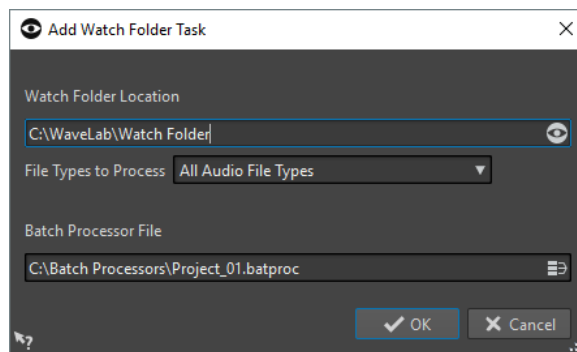 Add Watch Folder Task
Watch Folder Location
C:\WaveLab\Watch Folder
File Types to Process All Audio File Types
Batch Processor File
C:\Batch Processors\Project_01.batproc
OK Cancel
?